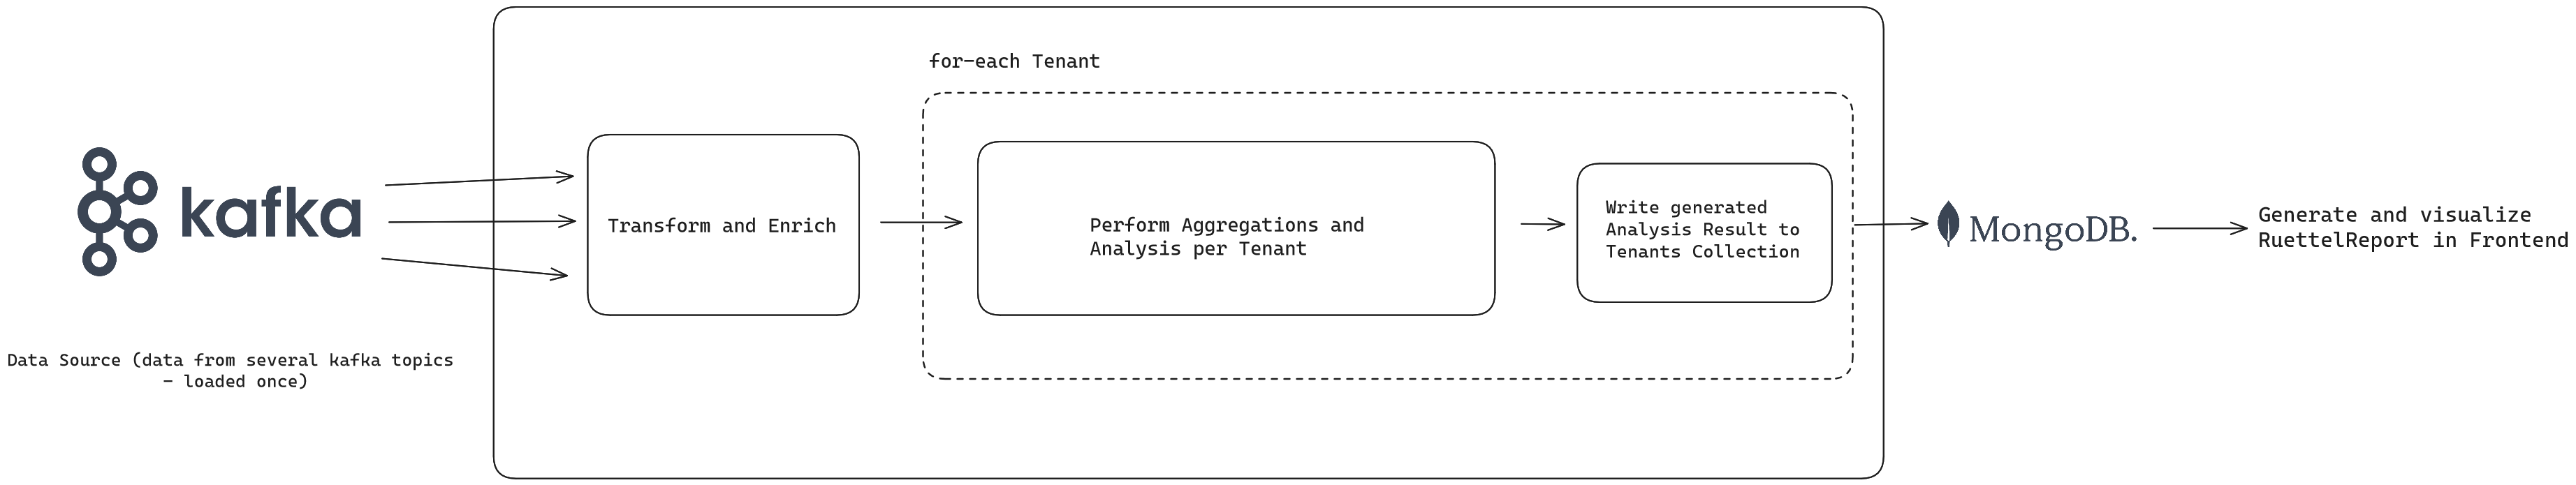 for-each Tenant
kafka
Transform and Enrich
Perform Aggregations and
Analysis per Tenant
Write generated
Analysis Result to
Tenants Collection
MongoDB.
Generate and visualize
RuettelReport in Frontend
Data Source (data from several kafka topics
- loaded once)